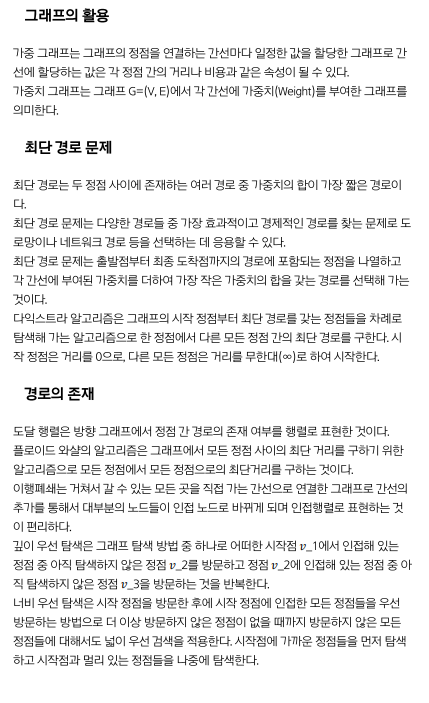 그래프의 활용
가중 그래프는 그래프의 정점을 연결하는 간선마다 일정한 값을 할당한 그래프로 간
선에 할당하는 값은 각 정점 간의 거리나 비용과 같은 속성이 될 수 있다.
가중치 그래프는 그래프 G=(V, E)에서 각 간선에 가중치(Weight)를 부여한 그래프를
의미한다.
최단 경로 문제
최단 경로는 두 정점 사이에 존재하는 여러 경로 중 가중치의 합이 가장 짧은 경로이
다.
최단 경로 문제는 다양한 경로들 중 가장 효과적이고 경제적인 경로를 찾는 문제로 도
로망이나 네트워크 경로 등을 선택하는 데 응용할 수 있다.
최단 경로 문제는 출발점부터 최종 도착점까지의 경로에 포함되는 정점을 나열하고
각 간선에 부여된 가중치를 더하여 가장 작은 가중치의 합을 갖는 경로를 선택해 가는
것이다.
다익스트라 알고리즘은 그래프의 시작 정점부터 최단 경로를 갖는 정점들을 차례로
탐색해 가는 알고리즘으로 한 정점에서 다른 모든 정점 간의 최단 경로를 구한다. 시
작 정점은 거리를 0으로, 다른 모든 정점은 거리를 무한대(∞)로 하여 시작한다.
경로의 존재
도달 행렬은 방향 그래프에서 정점 간 경로의 존재 여부를 행렬로 표현한 것이다.
플로이드 와샬의 알고리즘은 그래프에서 모든 정점 사이의 최단 거리를 구하기 위한
알고리즘으로 모든 정점에서 모든 정점으로의 최단거리를 구하는 것이다.
이행폐쇄는 거쳐서 갈 수 있는 모든 곳을 직접 가는 간선으로 연결한 그래프로 간선의
추가를 통해서 대부분의 노드들이 인접 노드로 바뀌게 되며 인접행렬로 표현하는 것
이 편리하다.
깊이 우선 탐색은 그래프 탐색 방법 중 하나로 어떠한 시작점 v_1에서 인접해 있는
정점 중 아직 탐색하지 않은 정점 v_2를 방문하고 정점 v_2에 인접해 있는 정점 중 아
직 탐색하지 않은 정점 v_3을 방문하는 것을 반복한다.
너비 우선 탐색은 시작 정점을 방문한 후에 시작 정점에 인접한 모든 정점들을 우선
방문하는 방법으로 더 이상 방문하지 않은 정점이 없을 때까지 방문하지 않은 모든
정점들에 대해서도 넓이 우선 검색을 적용한다. 시작점에 가까운 정점들을 먼저 탐색
하고 시작점과 멀리 있는 정점들을 나중에 탐색한다.